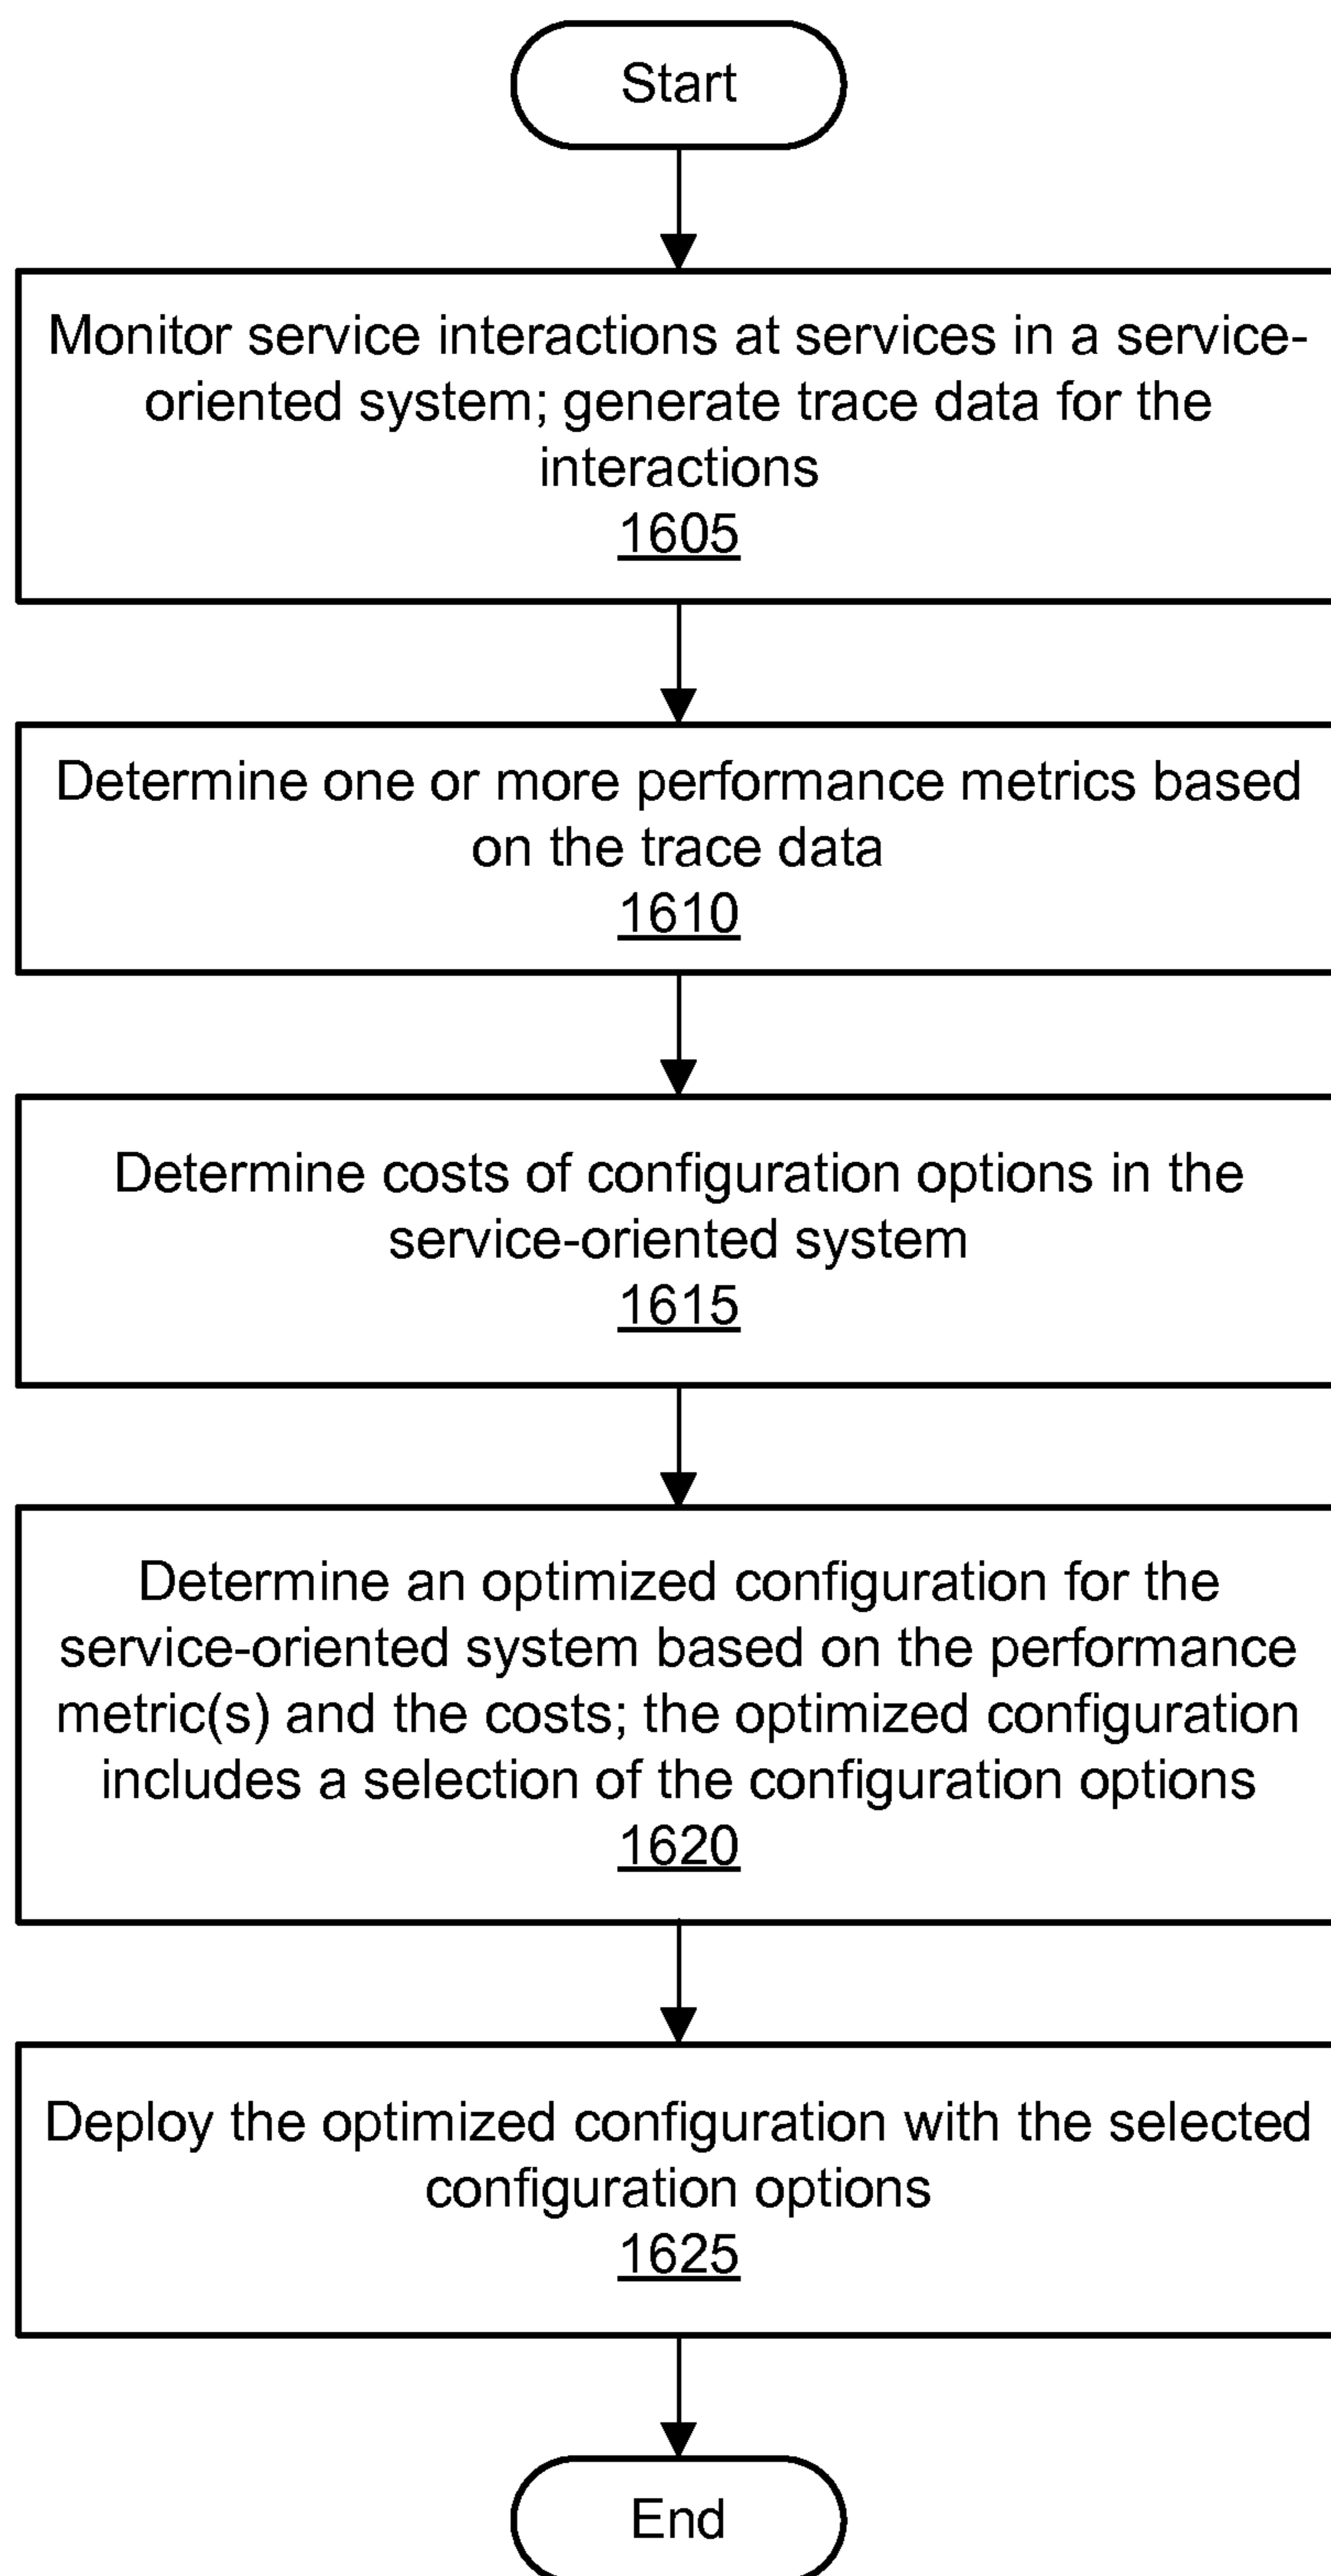 Start
Monitor service interactions at services in a service-
oriented system; generate trace data for the
interactions
1605
Determine one or more performance metrics based
on the trace data
1610
Determine costs of configuration options in the
service-oriented system
1615
Determine an optimized configuration for the
service-oriented system based on the performance
metric(s) and the costs; the optimized configuration
includes a selection of the configuration options
1620
Deploy the optimized configuration with the selected
configuration options
1625
End